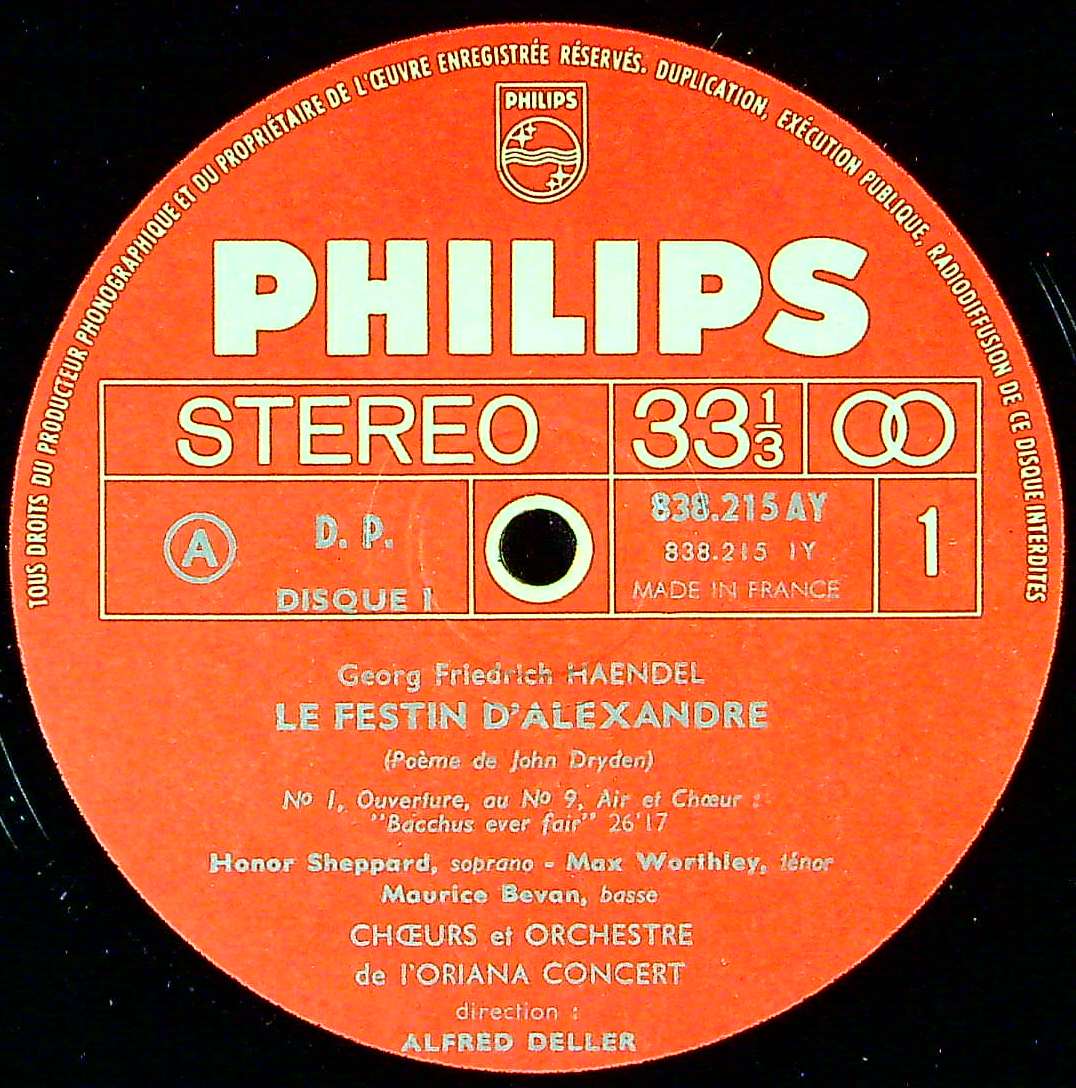 TOUS DROITS DU PRODUCTEUR PHONOGRAPHIQUE ET DU PROPRIÉTAIRE DE L'ŒUVRE ENREGISTRÉE RÉSERVÉS. DUPLICATION, EXÉCUTION PUBLIQUE, RADIODIFFUSION DE CE DISQUE INTERDITES
PHILIPS
PHILIPS
STEREO 33 1/3
A D. P. 838.215 AY 1
838.215 1Y
DISQUE 1 MADE IN FRANCE
Georg Friedrich HAENDEL
LE FESTIN D'ALEXANDRE
(Poème de John Dryden)
Nº 1, Ouverture, au Nº 9, Air et Chœur :
"Bacchus ever fair" 26'17
Honor Sheppard, soprano - Max Worthley, ténor
Maurice Bevan, basse
CHŒURS et ORCHESTRE
de l'ORIANA CONCERT
direction :
ALFRED DELLER